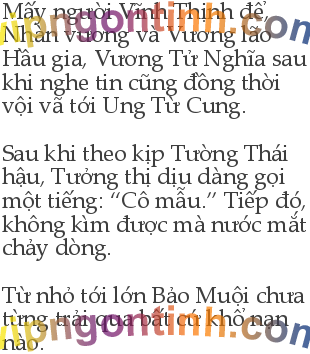 Mấy người Vĩnh Thịnh đế,
Nhàn vương và Vương lão
Hầu gia, Vương Tử Nghĩa sau
khi nghe tin cũng đồng thời
vội vã tới Ung Từ Cung.

Sau khi theo kịp Tường Thái
hậu, Tưởng thị dịu dàng gọi
một tiếng: “Cô mẫu.” Tiếp đó,
không kìm được mà nước mắt
chảy dòng.

Từ nhỏ tới lớn Bảo Muội chưa
từng trải qua bất cứ khổ nạn
nào.